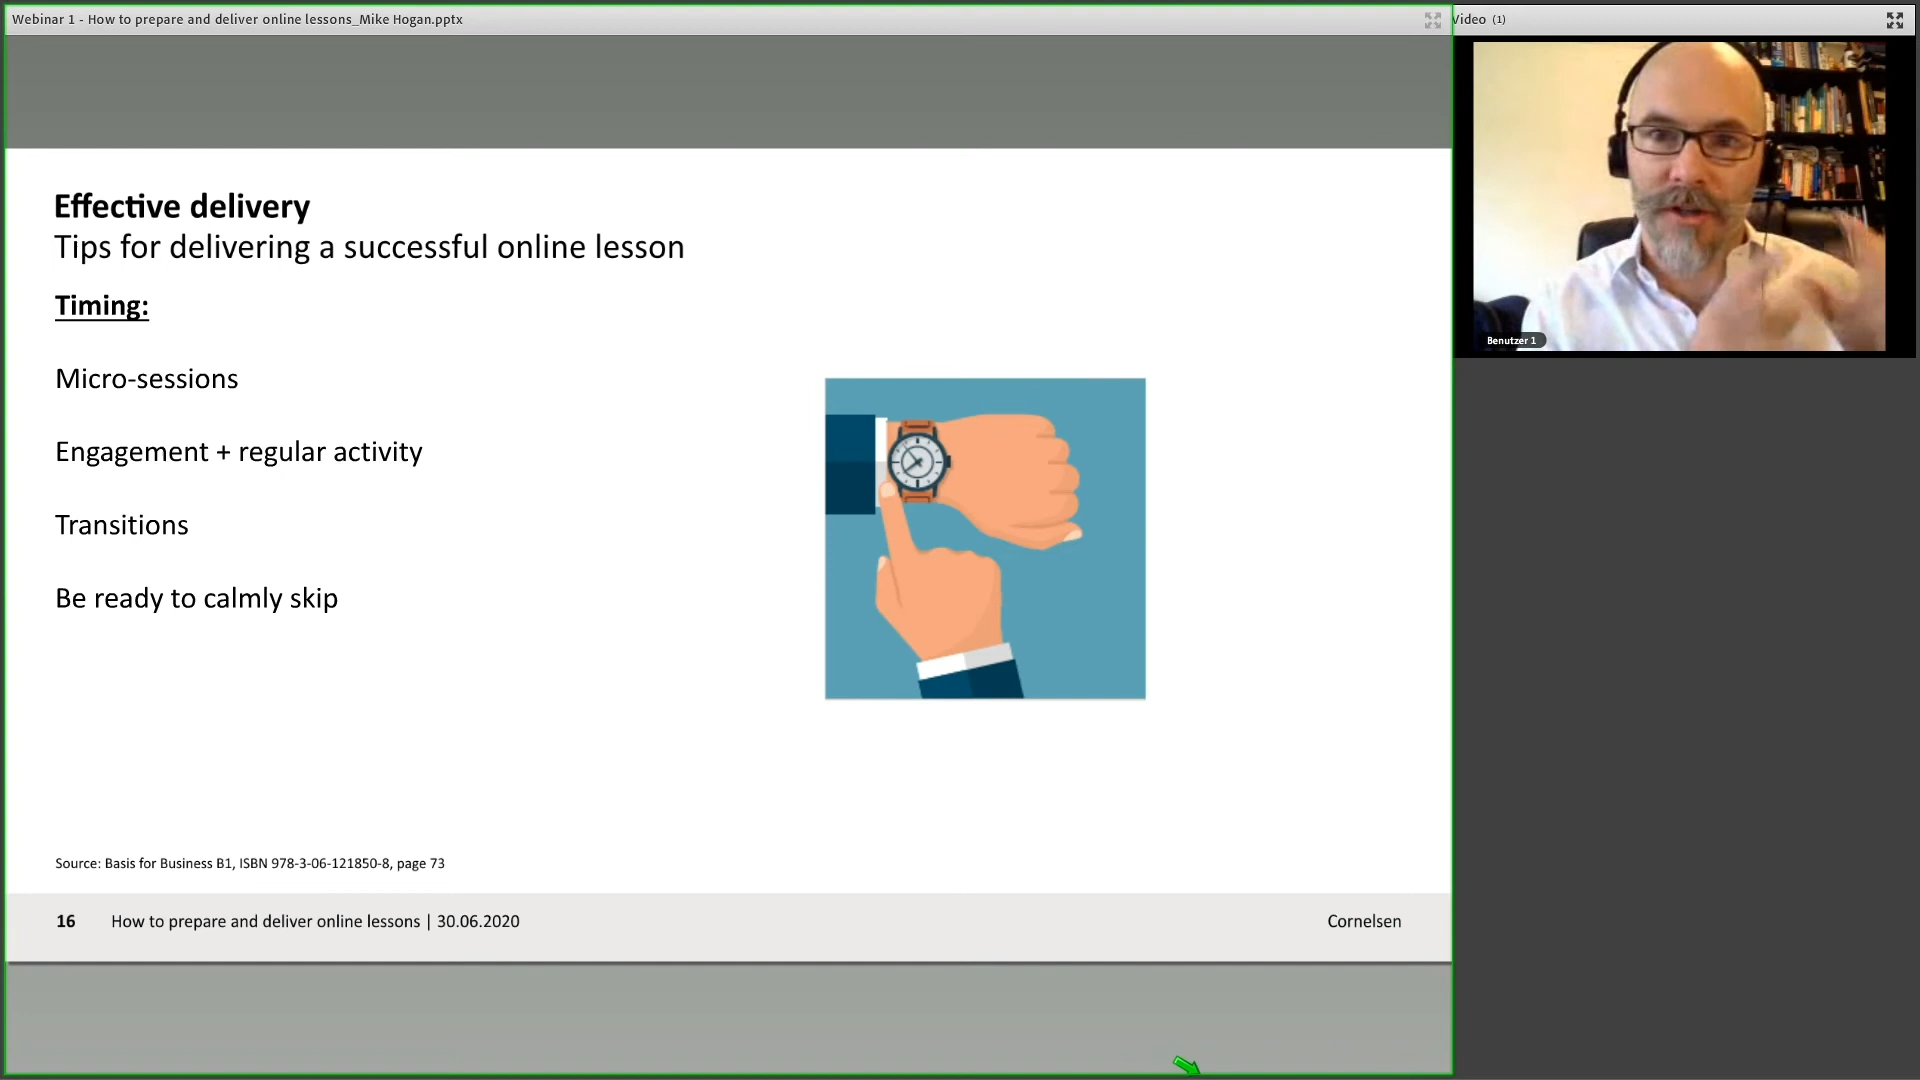 Webinar 1 - How to prepare and deliver online lessons_Mike Hogan.pptx
Video (1)
Benutzer 1
Effective delivery
Tips for delivering a successful online lesson
Timing:
Micro-sessions
Engagement + regular activity
Transitions
Be ready to calmly skip
Source: Basis for Business B1, ISBN 978-3-06-121850-8, page 73
16 How to prepare and deliver online lessons | 30.06.2020 Cornelsen